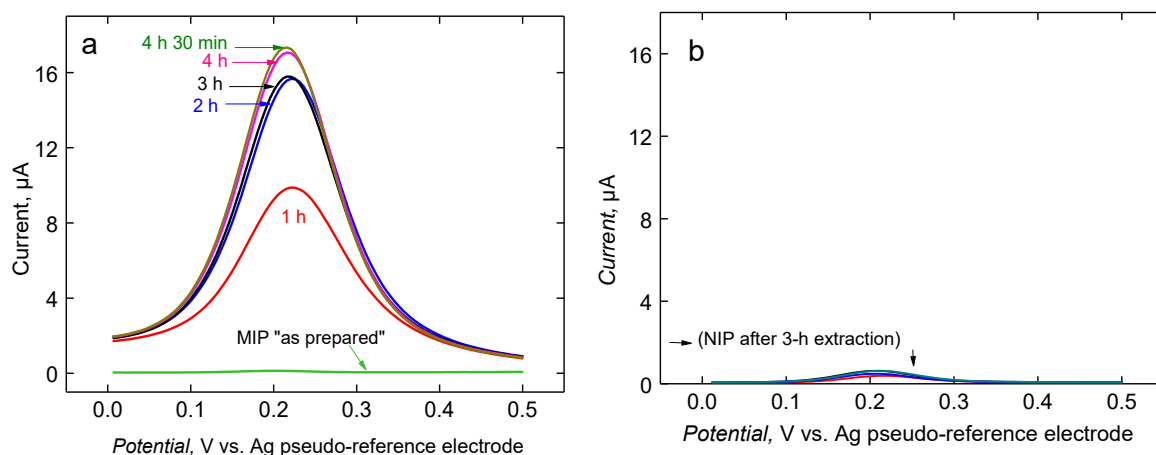 a
4 h 30 min
4 h
3 h
2 h
1 h
MIP "as prepared"
16
12
8
4
0
Current, µA
0.0 0.1 0.2 0.3 0.4 0.5
Potential, V vs. Ag pseudo-reference electrode
b
16
12
8
4
0
Current, µA
(NIP after 3-h extraction)
0.0 0.1 0.2 0.3 0.4 0.5
Potential, V vs. Ag pseudo-reference electrode